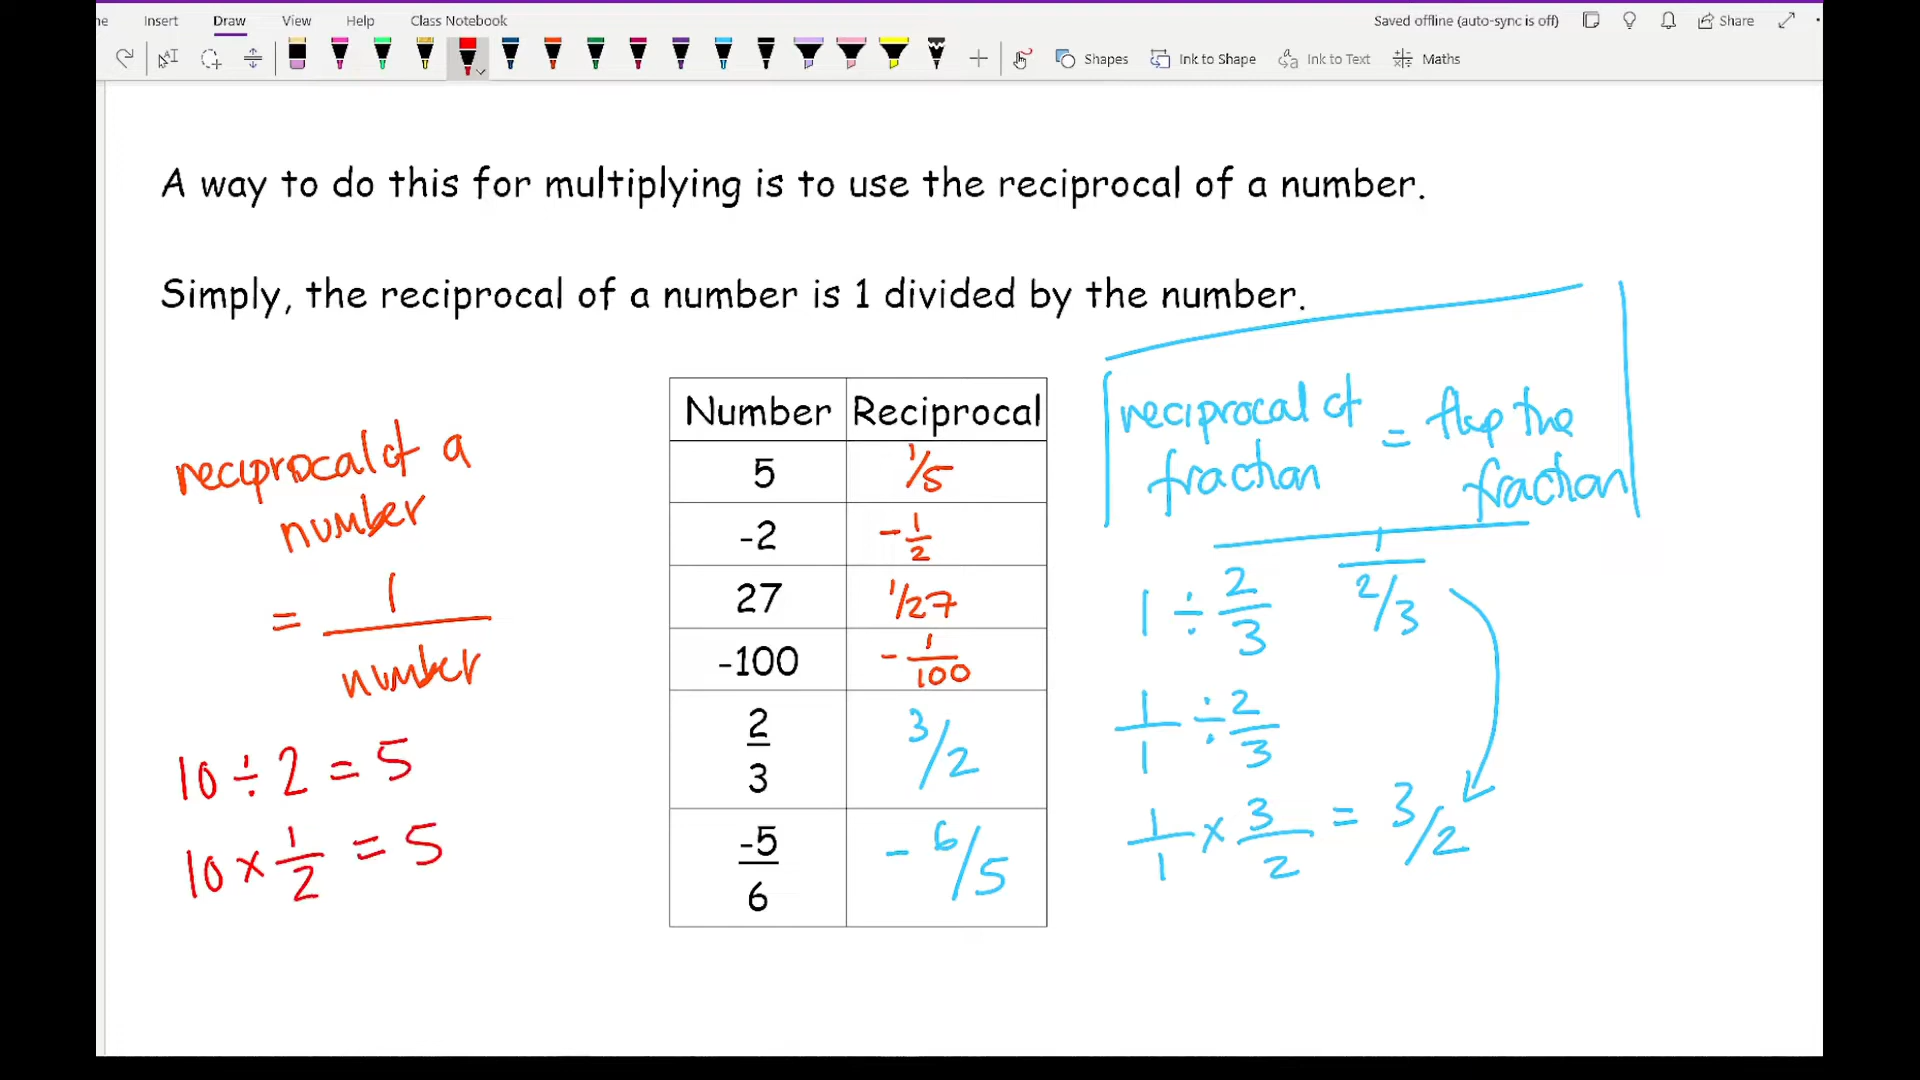 Insert Draw View Help Class Notebook Saved offline (auto-sync is off) Share
Shapes Ink to Shape Ink to Text Maths
A way to do this for multiplying is to use the reciprocal of a number.
Simply, the reciprocal of a number is 1 divided by the number.
reciprocal of a
number
= 1/number
10 ÷ 2 = 5
10 × 1/2 = 5
Number Reciprocal
5 1/5
-2 -1/2
27 1/27
-100 -1/100
2/3 3/2
-5/6 -6/5
reciprocal of = flip the
fraction fraction
1 ÷ 2/3 1/(2/3)
1/1 ÷ 2/3
1/1 × 3/2 = 3/2